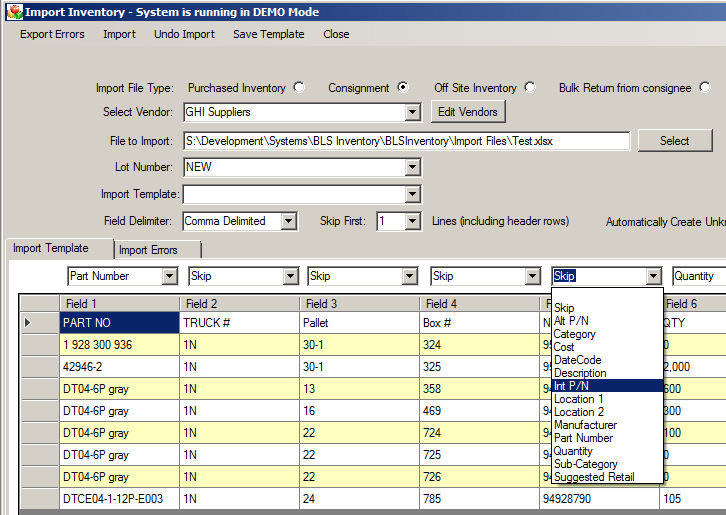 Import Inventory - System is running in DEMO Mode
Export Errors Import Undo Import Save Template Close
Import File Type: Purchased Inventory Consignment Off Site Inventory Bulk Return friom consignee
Select Vendor: GHI Suppliers Edit Vendors
File to Import: S:\Development\Systems\BLS Inventory\BLSInventory\Import Files\Test.xlsx Select
Lot Number: NEW
Import Template:
Field Delimiter: Comma Delimited Skip First: 1 Lines (including header rows) Automatically Create
Import Template Import Errors
Part Number Skip Skip Skip Skip Quantity
Field 1 Field 2 Field 3 Field 4 Field 6
PART NO TRUCK # Pallet Box # QTY
1 928 300 936 1N 30-1 324 0
42946-2 1N 30-1 325 2,000
DT04-6P gray 1N 13 358 600
DT04-6P gray 1N 16 469 300
DT04-6P gray 1N 22 724 100
DT04-6P gray 1N 22 725 0
DT04-6P gray 1N 22 726 0
DTCE04-1-12P-E003 1N 24 785 94928790 105
Skip
Alt P/N
Category
Cost
DateCode
Description
Int P/N
Location 1
Location 2
Manufacturer
Part Number
Quantity
Sub-Category
Suggested Retail